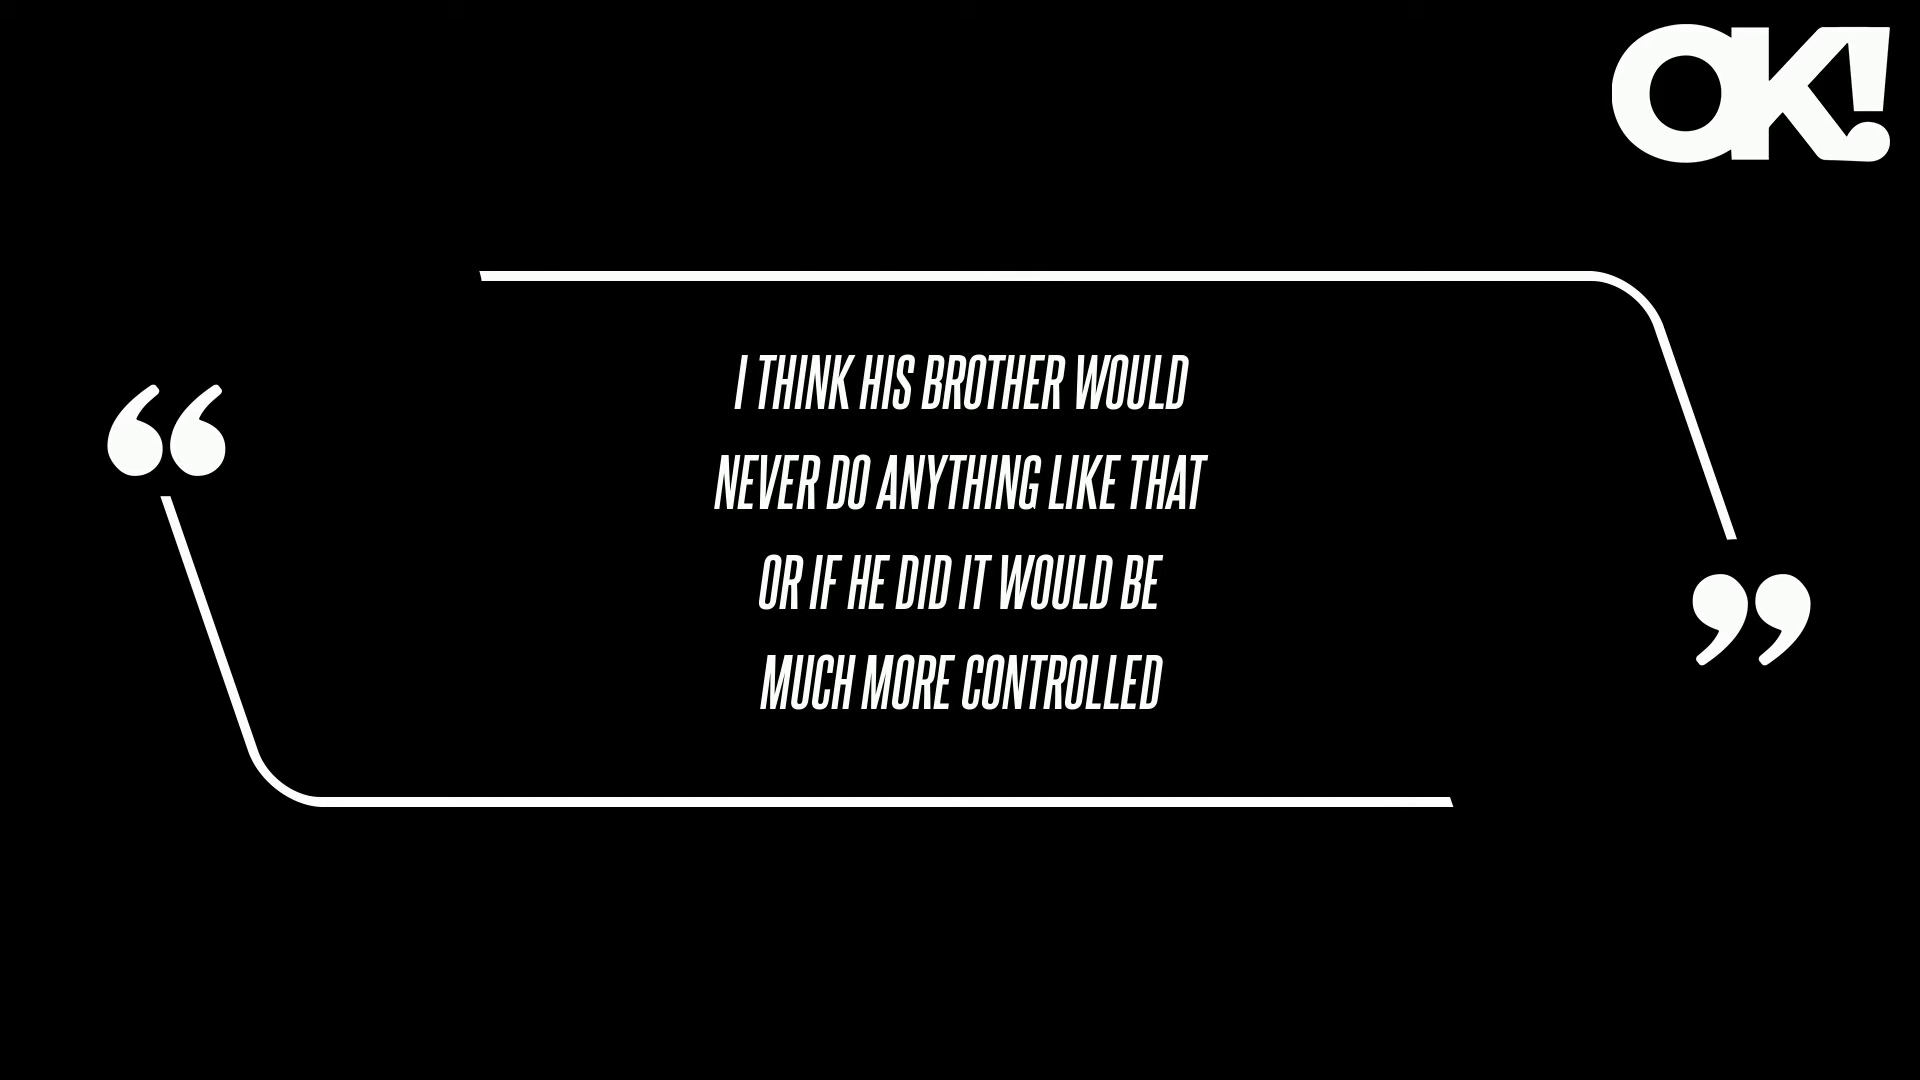 OK!
“
I THINK HIS BROTHER WOULD
NEVER DO ANYTHING LIKE THAT
OR IF HE DID IT WOULD BE
MUCH MORE CONTROLLED
”